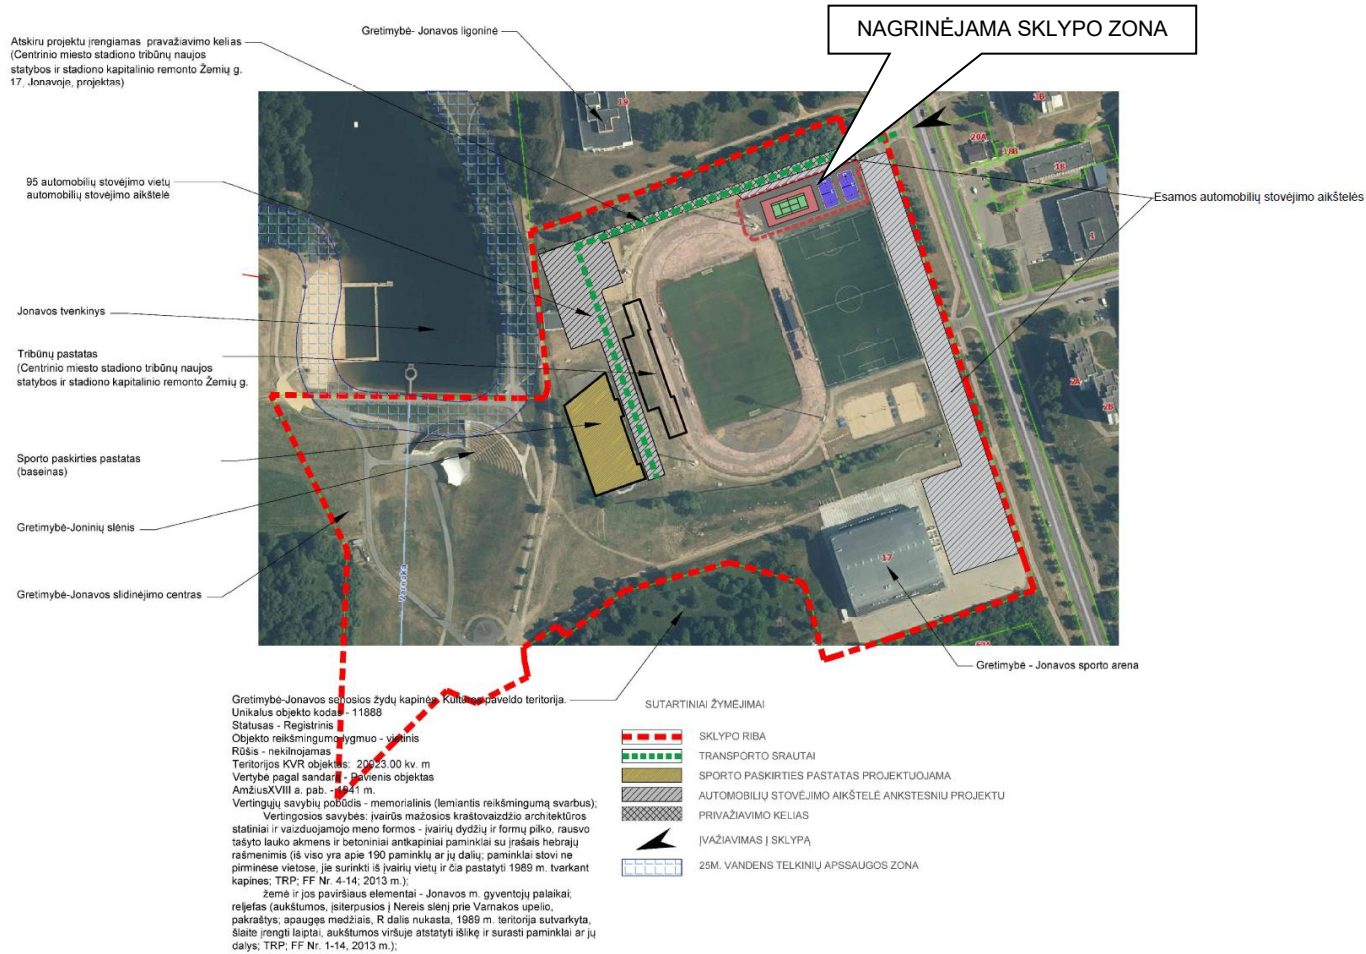 NAGRINĖJAMA SKLYPO ZONA
Atskiru projektu įrengiamas pravažiavimo kelias
(Centrinio miesto stadiono tribūnų naujos
statybos ir stadiono kapitalinio remonto Žemių g.
17, Jonavoje, projektas)
Gretimybė- Jonavos ligoninė
95 automobilių stovėjimo vietų
automobilių stovėjimo aikštelė
Esamos automobilių stovėjimo aikštelės
Jonavos tvenkinys
Tribūnų pastatas
(Centrinio miesto stadiono tribūnų naujos
statybos ir stadiono kapitalinio remonto Žemių g.
Sporto paskirties pastatas
(baseinas)
Gretimybė-Joninių slėnis
Gretimybė-Jonavos slidinėjimo centras
Gretimybė - Jonavos sporto arena
19
20A
1B
1B
1
2A
2B
17
Varnaka
Gretimybė-Jonavos senosios žydų kapinės. Kultūros paveldo teritorija.
Unikalus objekto kodas - 11888
Statusas - Registrinis
Objekto reikšmingumo lygmuo - vietinis
Rūšis - nekilnojamas
Teritorijos KVR objektas: 20923.00 kv. m
Vertybė pagal sandarą - Pavienis objektas
AmžiusXVIII a. pab. - 1941 m.
Vertingųjų savybių pobūdis - memorialinis (lemiantis reikšmingumą svarbus);
Vertingosios savybės: įvairūs mažosios kraštovaizdžio architektūros
statiniai ir vaizduojamojo meno formos - įvairių dydžių ir formų pilko, rausvo
tašyto lauko akmens ir betoniniai antkapiniai paminklai su įrašais hebrajų
rašmenimis (iš viso yra apie 190 paminklų ar jų dalių; paminklai stovi ne
pirminėse vietose, jie surinkti iš įvairių vietų ir čia pastatyti 1989 m. tvarkant
kapines; TRP; FF Nr. 4-14; 2013 m.);
žemė ir jos paviršiaus elementai - Jonavos m. gyventojų palaikai;
reljefas (aukštumos, įsiterpusios į Neries slėnį prie Varnakos upelio,
pakraštys; apaugęs medžiais, R dalis nukasta, 1989 m. teritorija sutvarkyta,
šlaite įrengti laiptai, aukštumos viršuje atstatyti išlikę ir surasti paminklai ar jų
dalys; TRP; FF Nr. 1-14, 2013 m.);
SUTARTINIAI ŽYMĖJIMAI
SKLYPO RIBA
TRANSPORTO SRAUTAI
SPORTO PASKIRTIES PASTATAS PROJEKTUOJAMA
AUTOMOBILIŲ STOVĖJIMO AIKŠTELĖ ANKSTESNIU PROJEKTU
PRIVAŽIAVIMO KELIAS
ĮVAŽIAVIMAS Į SKLYPĄ
25M. VANDENS TELKINIŲ APSSAUGOS ZONA